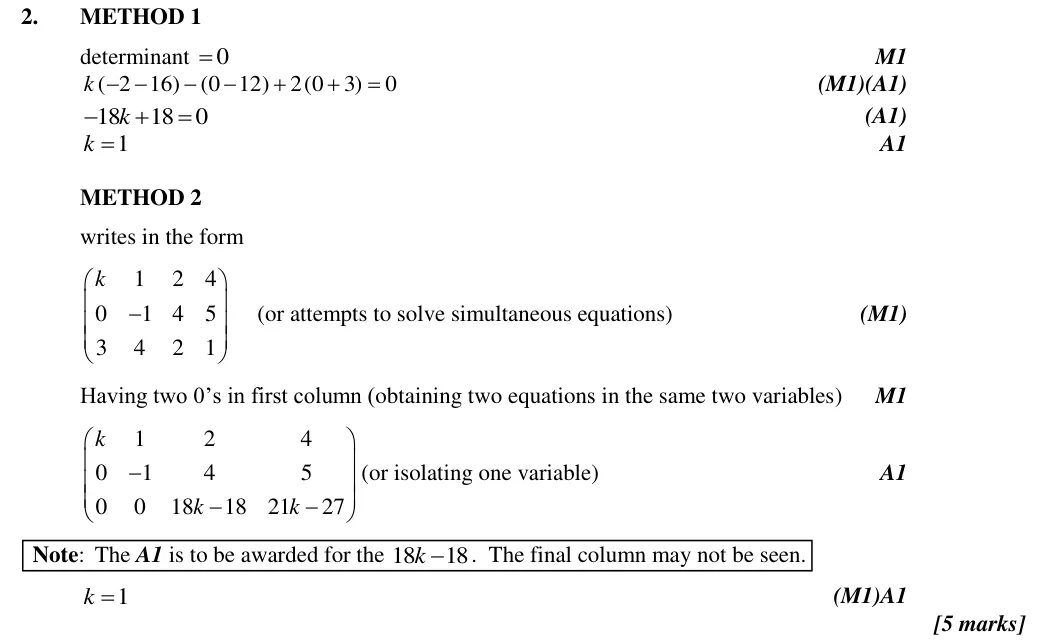 2. METHOD 1
determinant = 0 M1
k(−2−16)−(0−12)+2(0+3)=0 (M1)(A1)
−18k+18=0 (A1)
k=1 A1
METHOD 2
writes in the form
k 1 2 4
0 −1 4 5 (or attempts to solve simultaneous equations) (M1)
3 4 2 1
Having two 0’s in first column (obtaining two equations in the same two variables) M1
k 1 2 4
0 −1 4 5 (or isolating one variable) A1
0 0 18k−18 21k−27
Note: The A1 is to be awarded for the 18k−18. The final column may not be seen.
k=1 (M1)A1
[5 marks]